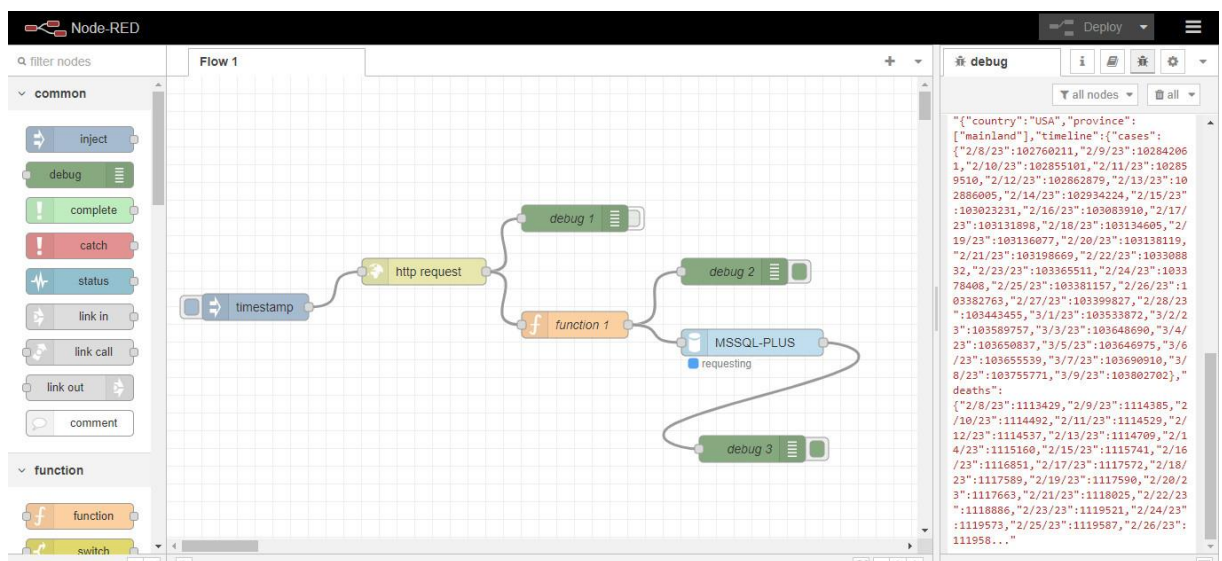 Node-RED
Deploy
filter nodes
Flow 1
debug
i
common
all nodes
all
inject
debug
complete
catch
status
link in
link call
link out
comment
function
function
switch
timestamp
http request
debug 1
function 1
debug 2
MSSQL-PLUS
requesting
debug 3
"{"country":"USA","province":
["mainland"],"timeline":{"cases":
{"2/8/23":102760211,"2/9/23":10284206
1,"2/10/23":102855101,"2/11/23":10285
9510,"2/12/23":102862879,"2/13/23":10
2886005,"2/14/23":102934224,"2/15/23"
:103023231,"2/16/23":103083910,"2/17/
23":103131898,"2/18/23":103134605,"2/
19/23":103136077,"2/20/23":103138119,
"2/21/23":103198669,"2/22/23":1033088
32,"2/23/23":103365511,"2/24/23":1033
78408,"2/25/23":103381157,"2/26/23":1
03382763,"2/27/23":103399827,"2/28/23
":103443455,"3/1/23":103533872,"3/2/2
3":103589757,"3/3/23":103648690,"3/4/
23":103650837,"3/5/23":103646975,"3/6
/23":103655539,"3/7/23":103690910,"3/
8/23":103755771,"3/9/23":103802702},"
deaths":
{"2/8/23":1113429,"2/9/23":1114385,"2
/10/23":1114492,"2/11/23":1114529,"2/
12/23":1114537,"2/13/23":1114709,"2/1
4/23":1115160,"2/15/23":1115741,"2/16
/23":1116851,"2/17/23":1117572,"2/18/
23":1117589,"2/19/23":1117590,"2/20/2
3":1117663,"2/21/23":1118025,"2/22/23
":1118886,"2/23/23":1119521,"2/24/23"
:1119573,"2/25/23":1119587,"2/26/23":
111958..."